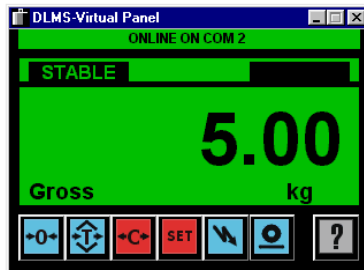 DLMS-Virtual Panel
ONLINE ON COM 2
STABLE
5.00
Gross kg
→0← T →C← SET ?